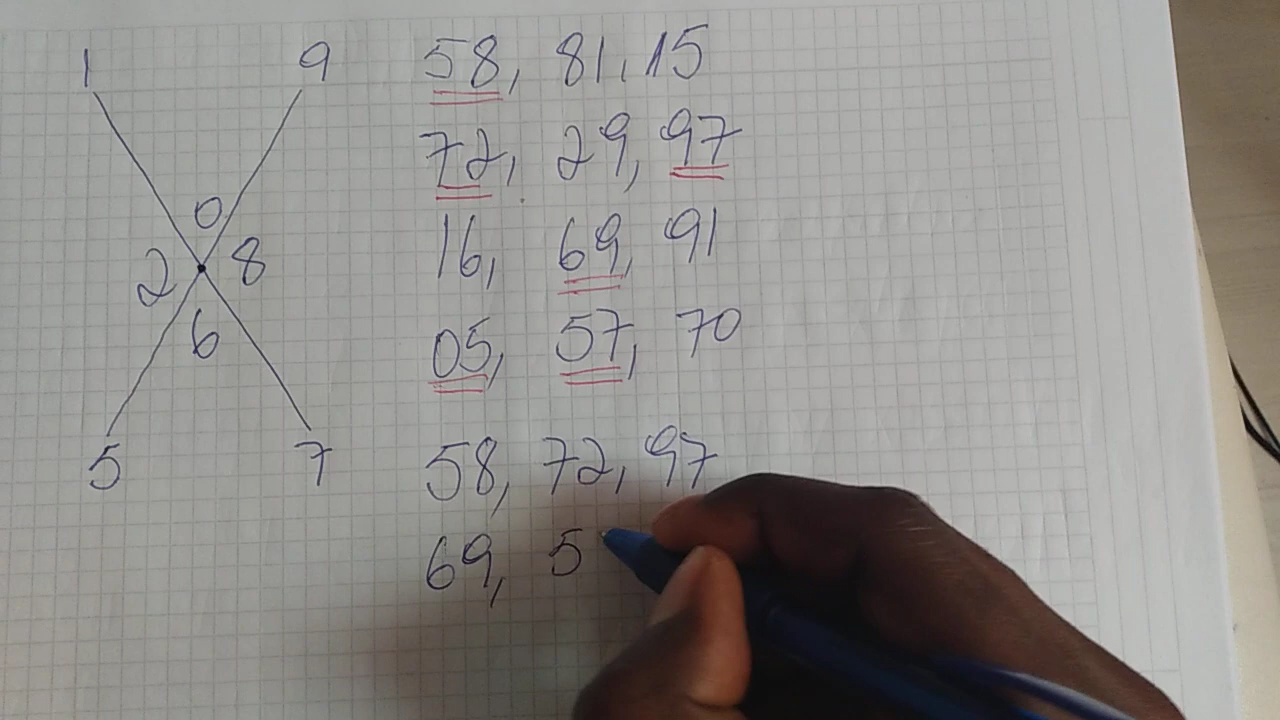 1 9
0
2 8
6
5 7
58, 81, 15
72, 29, 97
16, 69, 91
05, 57, 70
58, 72, 97
69, 5